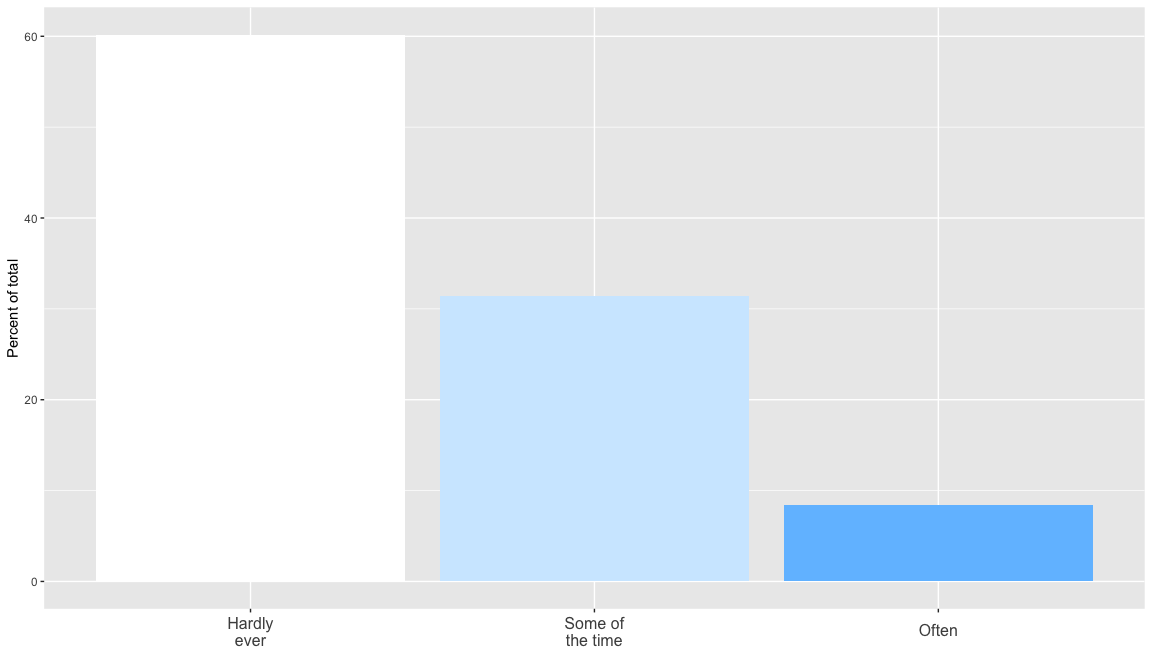 Percent of total
60
40
20
0
Hardly
ever
Some of
the time
Often